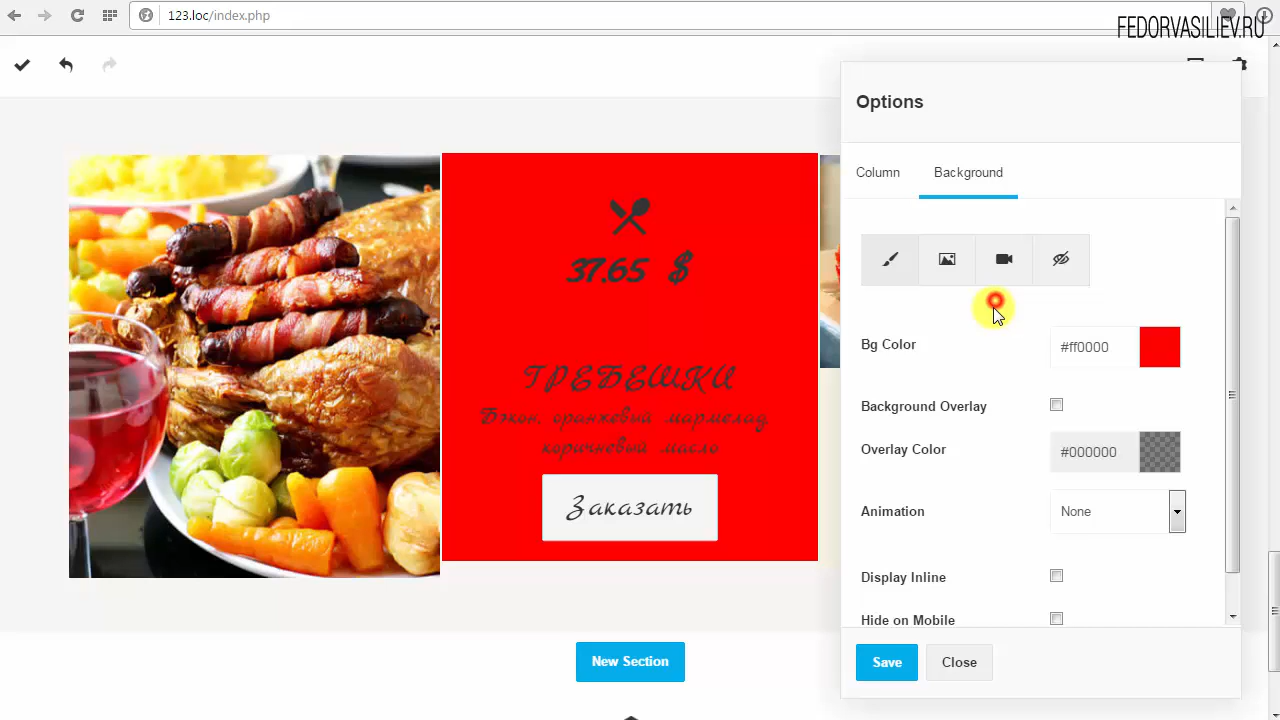 123.loc/index.php
FEDORVASILIEV.RU
Options
Column
Background
37.65 $
ГРЕБЕШКИ
Бэкон, оранжевый мармелад,
коричневый масло
Заказать
Bg Color
#ff0000
Background Overlay
Overlay Color
#000000
Animation
None
Display Inline
Hide on Mobile
Save
Close
New Section